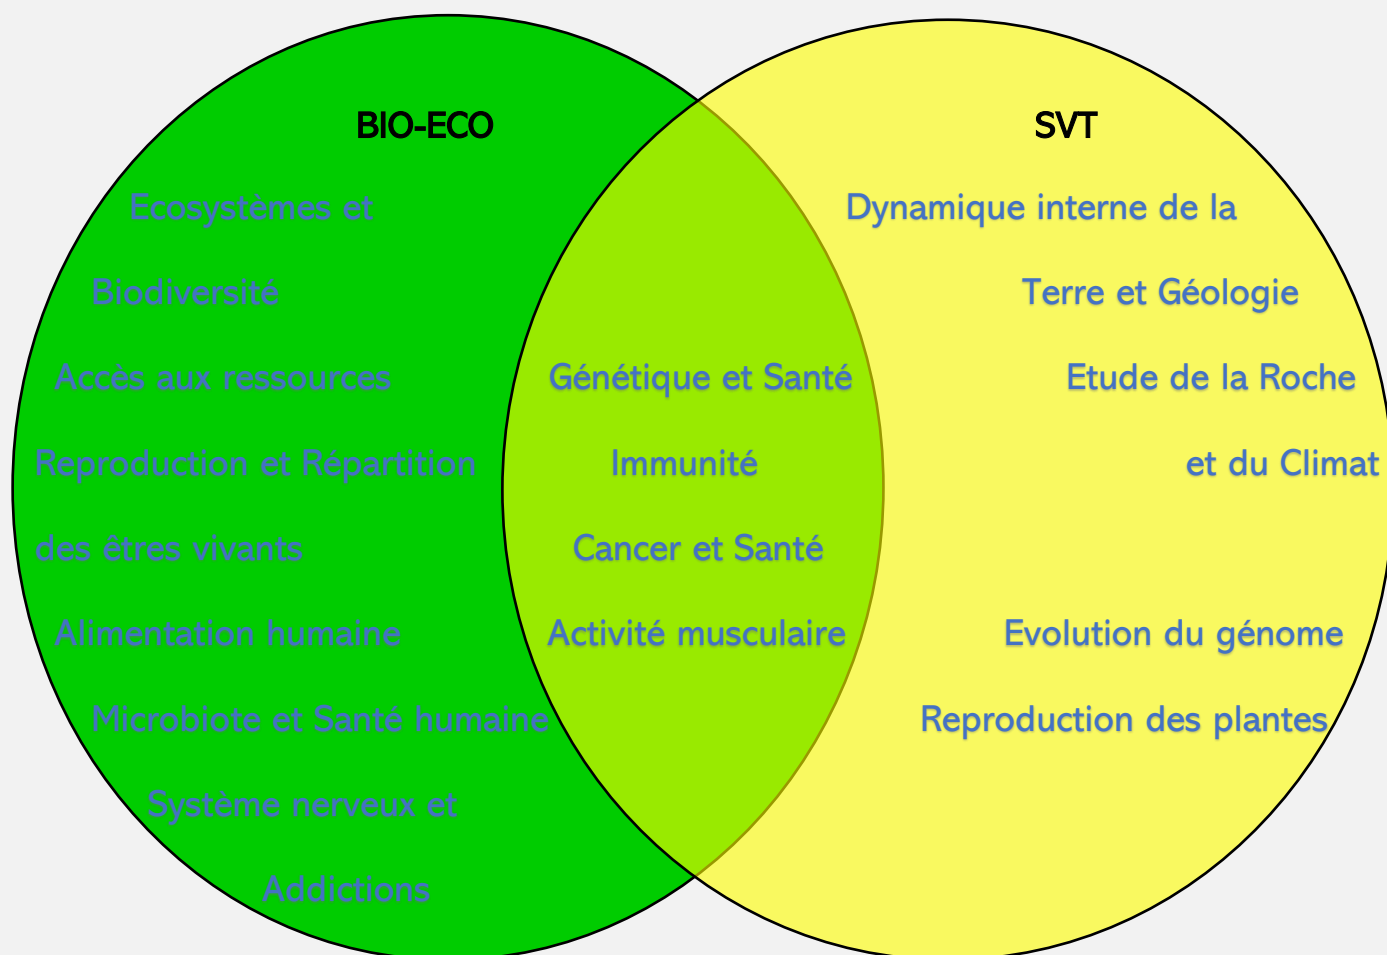 BIO-ECO
Ecosystèmes et
Biodiversité
Accès aux ressources
Reproduction et Répartition
des êtres vivants
Alimentation humaine
Microbiote et Santé humaine
Système nerveux et
Addictions
Génétique et Santé
Immunité
Cancer et Santé
Activité musculaire
SVT
Dynamique interne de la
Terre et Géologie
Etude de la Roche
et du Climat
Evolution du génome
Reproduction des plantes